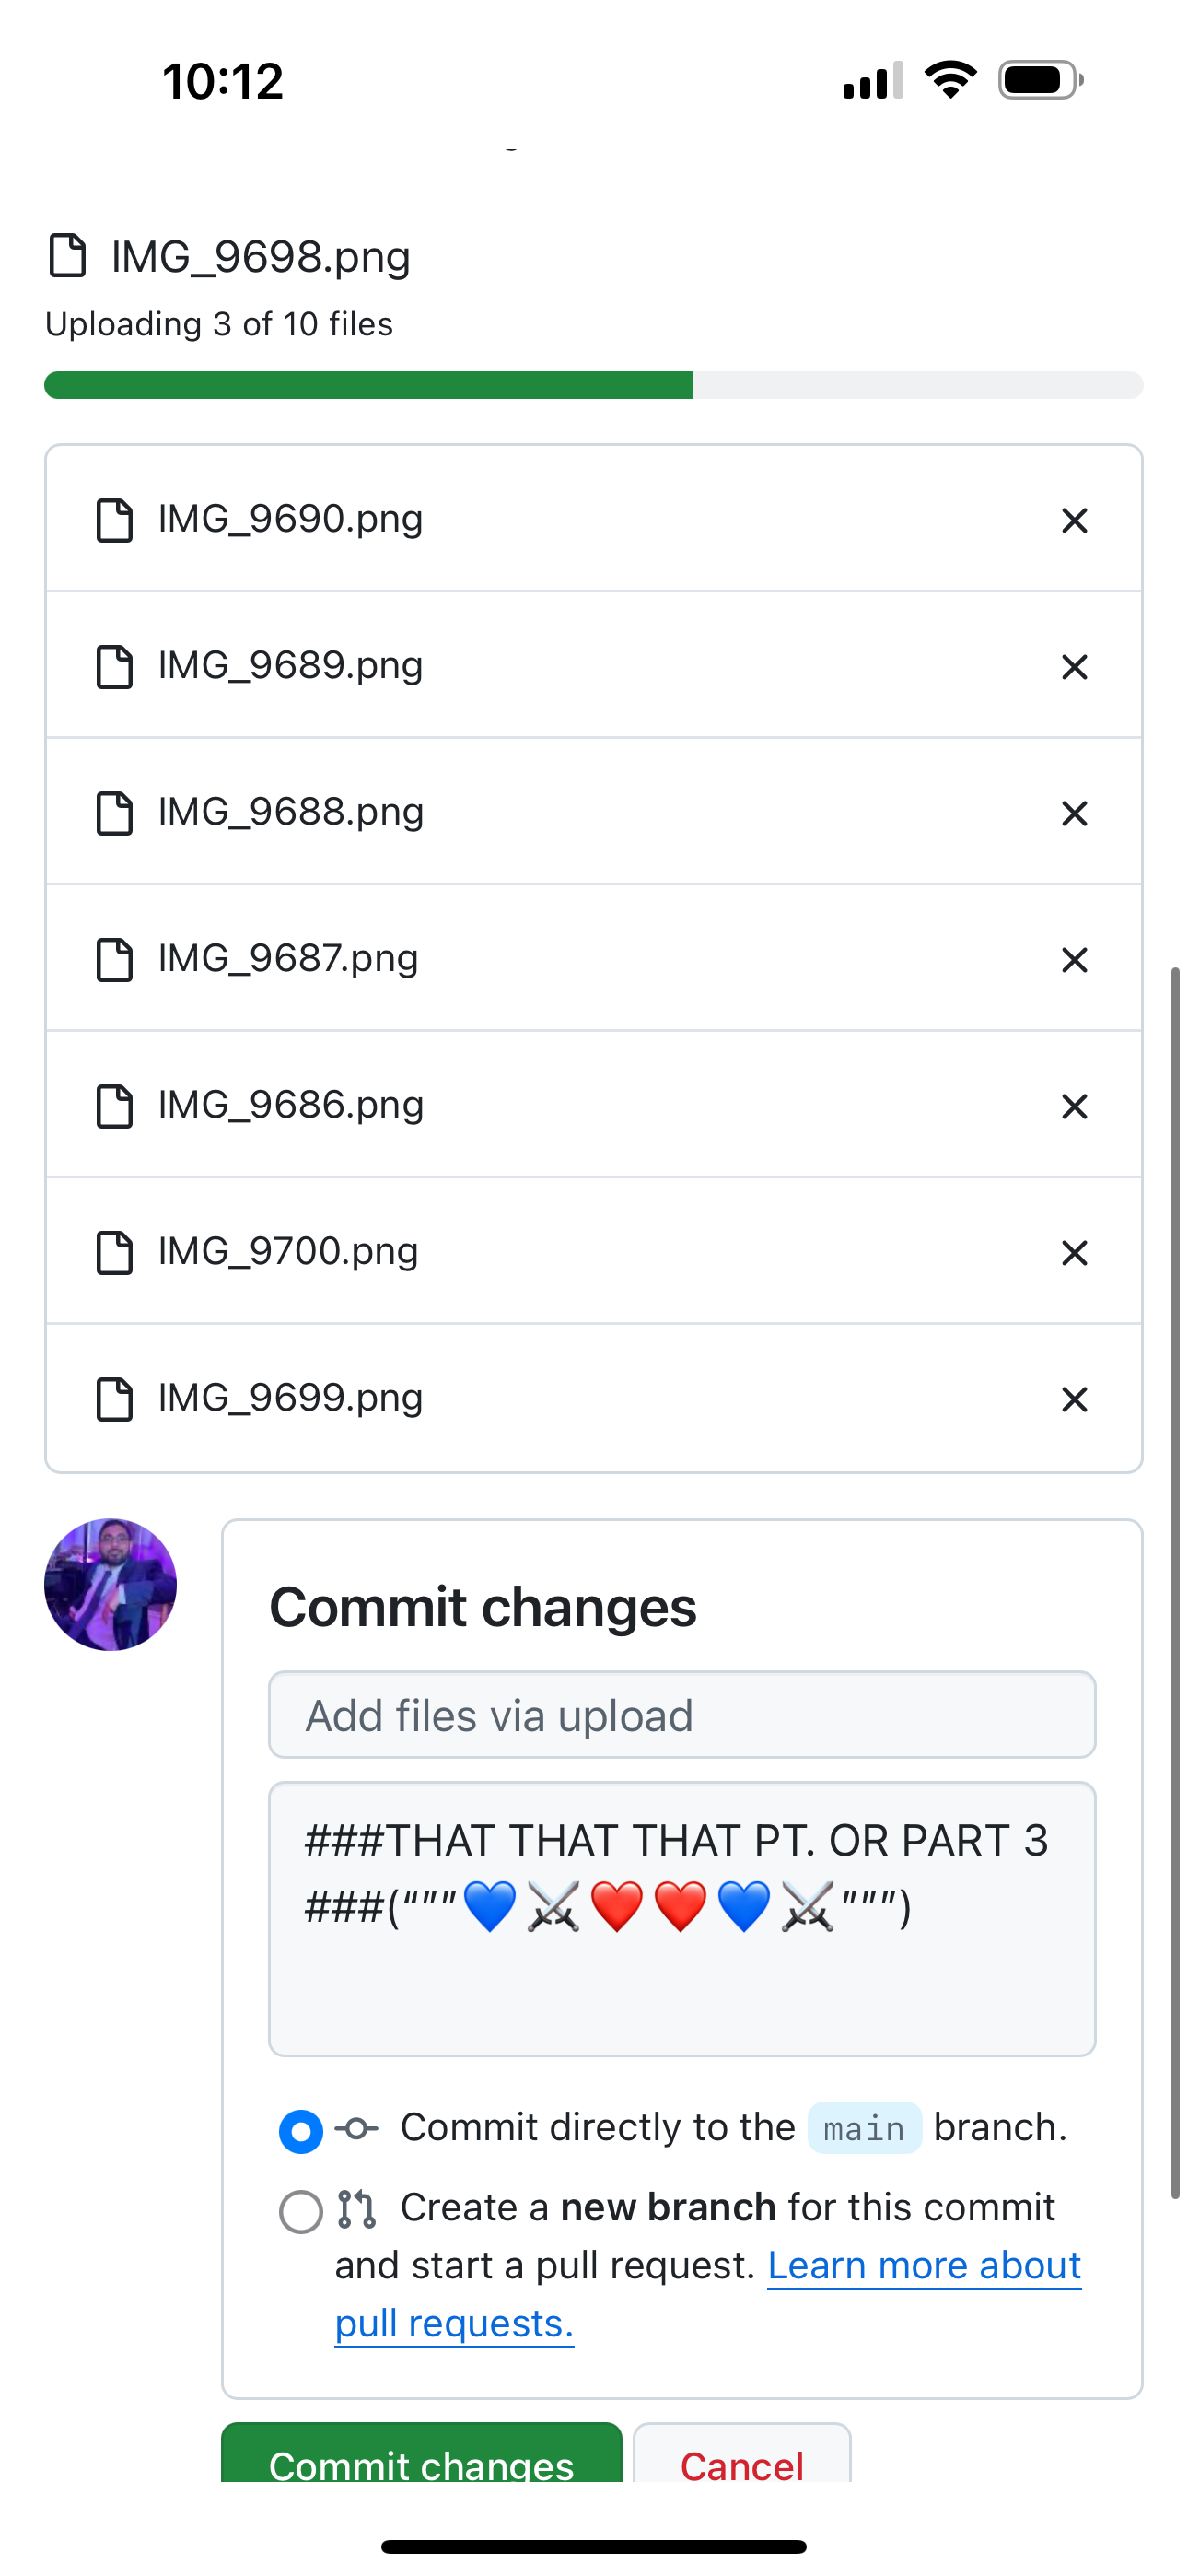 10:12
IMG_9698.png
Uploading 3 of 10 files
IMG_9690.png
IMG_9689.png
IMG_9688.png
IMG_9687.png
IMG_9686.png
IMG_9700.png
IMG_9699.png
Commit changes
Add files via upload
###THAT THAT THAT PT. OR PART 3
###(“””💙⚔️❤️❤️💙⚔️”””)
Commit directly to the main branch.
Create a new branch for this commit
and start a pull request. Learn more about
pull requests.
Commit changes Cancel